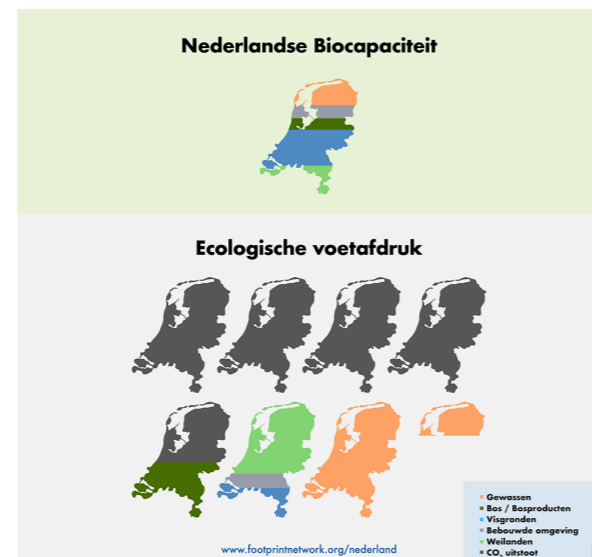 Nederlandse Biocapaciteit
Ecologische voetafdruk
Gewassen
Bos / Bosproducten
Visgronden
Bebouwde omgeving
Weilanden
CO₂ uitstoot
www.footprintnetwork.org/nederland